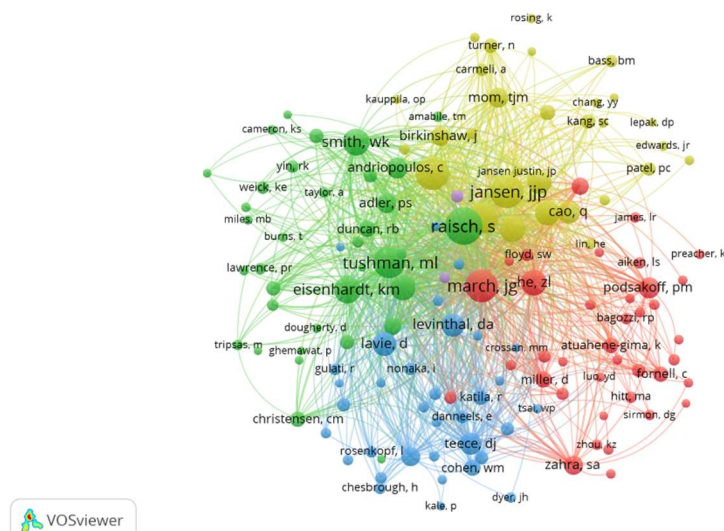 rosing, k
turner, n
bass, bm
carmeli, a
kauppila, op
mom, tjm
chang, yy
amabile, tm
kang, sc
lepak, dp
cameron, ks
birkinshaw, j
smith, wk
edwards, jr
yin, rk
andriopoulos, c
jansen justin, jp
patel, pc
weick, ke
taylor, a
jansen, jjp
miles, mb
adler, ps
cao, q
james, lr
burns, t
duncan, rb
raisch, s
lin, he
floyd, sw
preacher, k
lawrence, pr
tushman, ml
aiken, ls
eisenhardt, km
march, jg
he, zl
podsakoff, pm
bagozzi, rp
dougherty, d
levinthal, da
tripsas, m
ghemawat, p
lavie, d
crossan, mm
atuahene-gima, k
gulati, r
nonaka, i
miller, d
luo, yd
fornell, c
katila, r
hitt, ma
christensen, cm
danneels, e
tsai, wp
sirmon, dg
rosenkopf, l
teece, dj
zhou, kz
cohen, wm
zahra, sa
chesbrough, h
kale, p
dyer, jh
VOSviewer